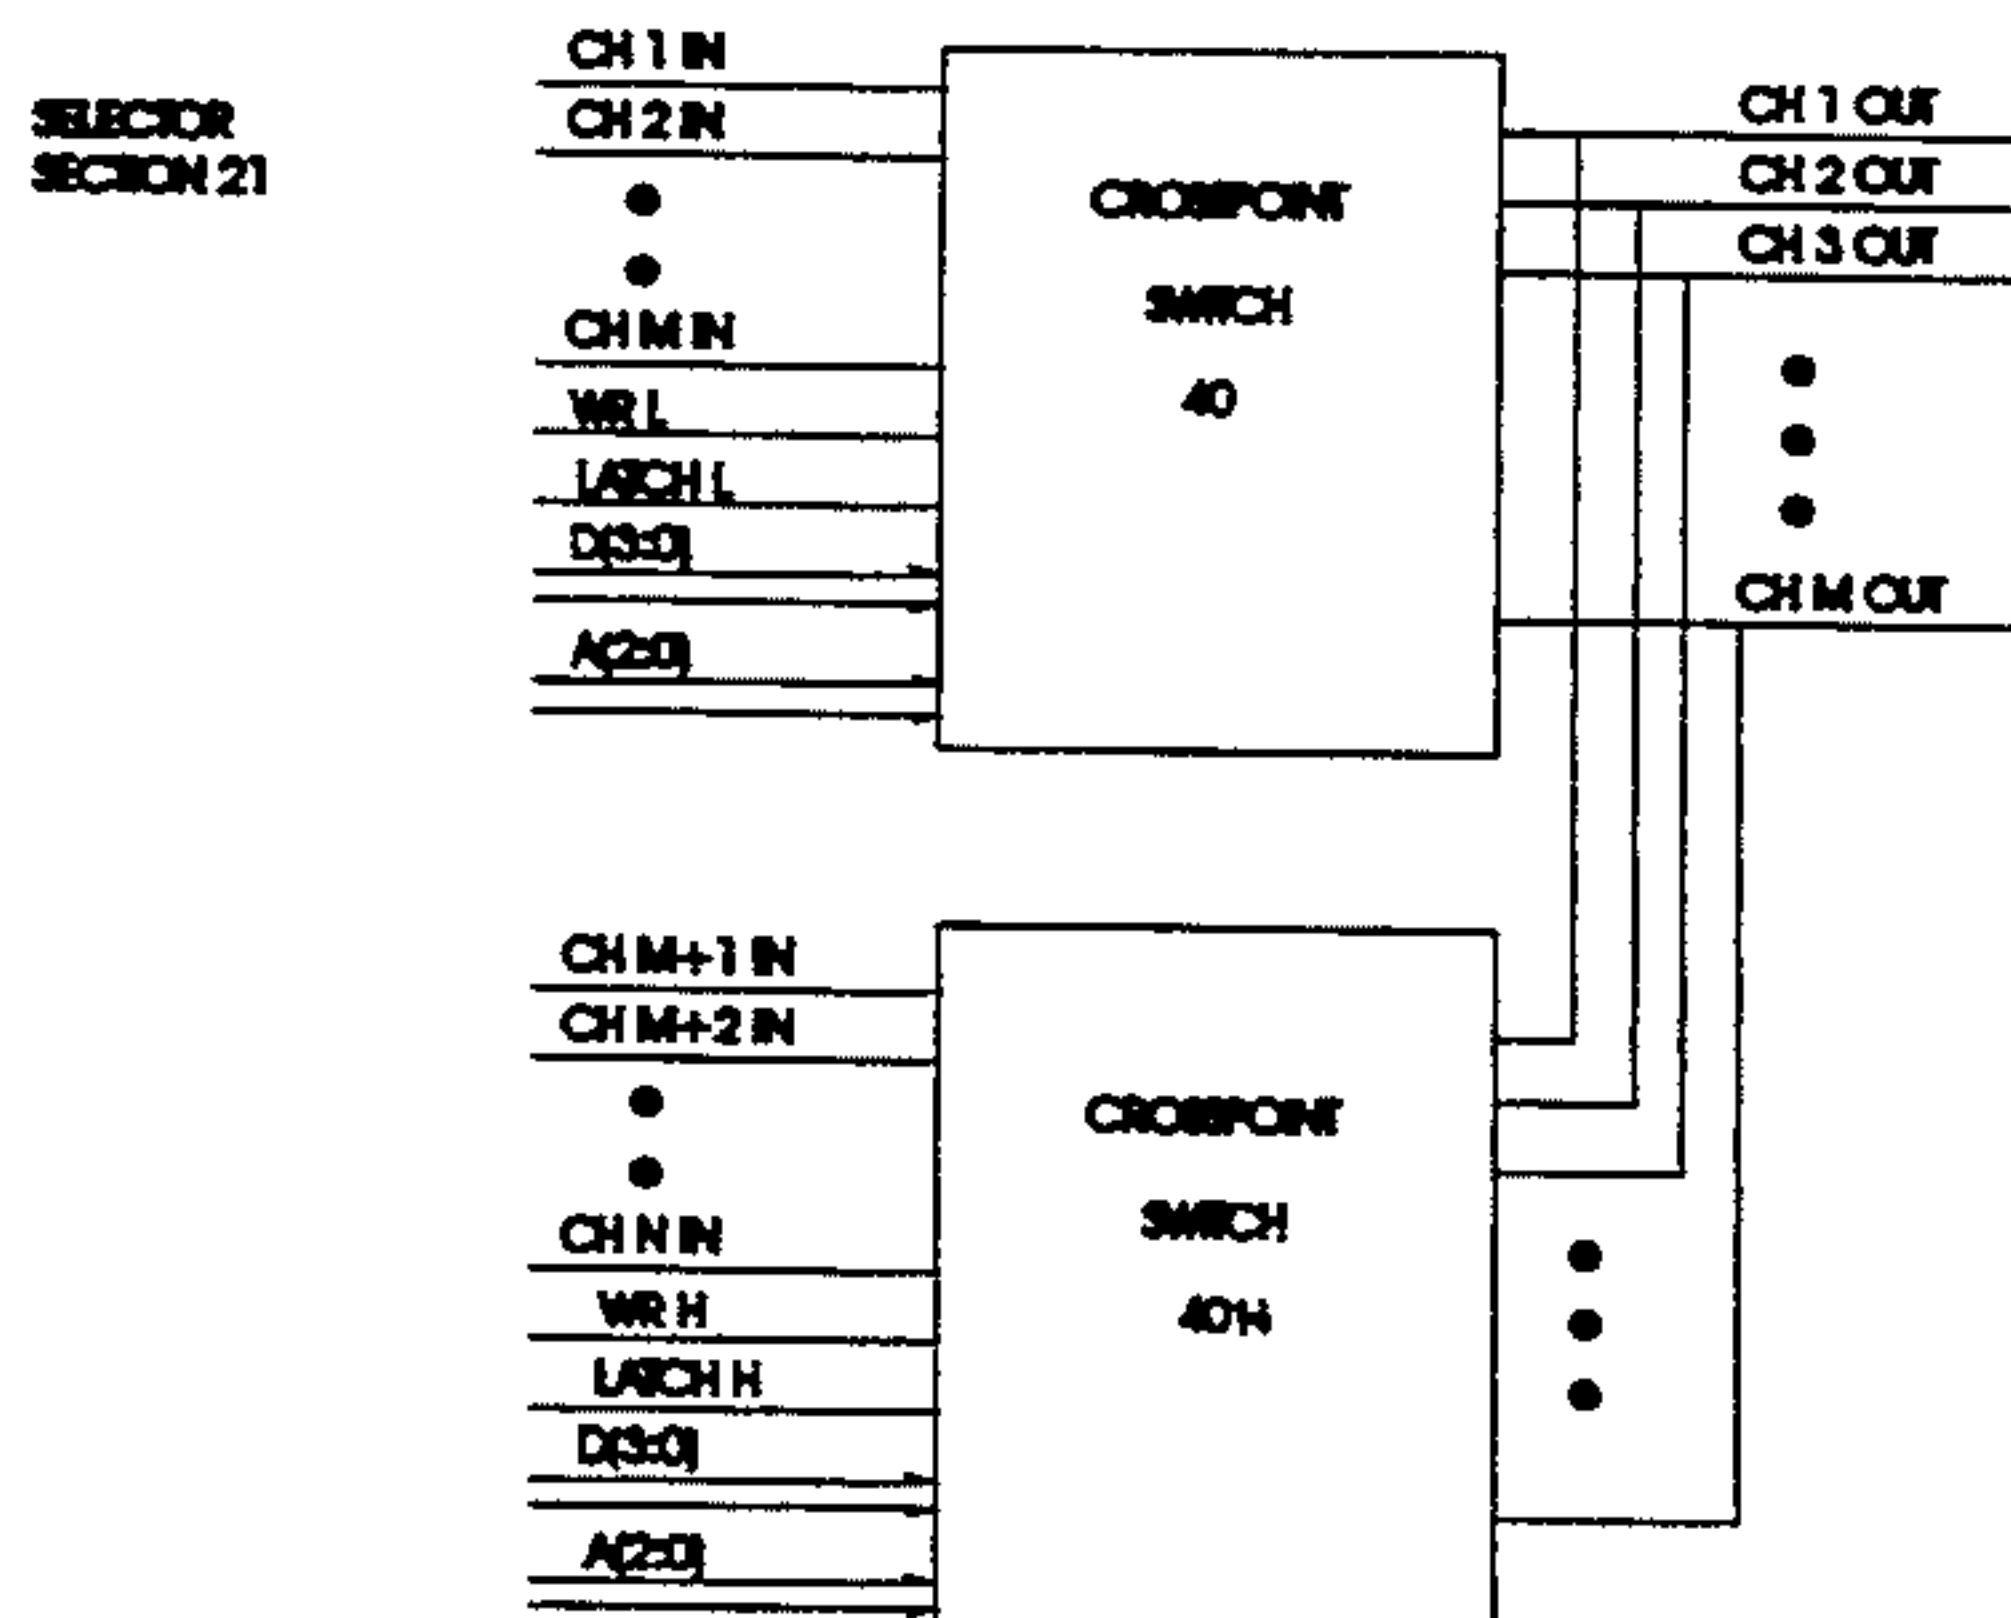 SELECTOR
SECTION 21
CH 1 IN
CH 2 IN
CH M IN
WR L
LATCH L
D(3:0)
A(2:0)
CROSSPOINT
SWITCH
40
CH 1 OUT
CH 2 OUT
CH 3 OUT
CH M OUT
CH M+1 IN
CH M+2 IN
CH N IN
WR H
LATCH H
D(3:0)
A(2:0)
CROSSPOINT
SWITCH